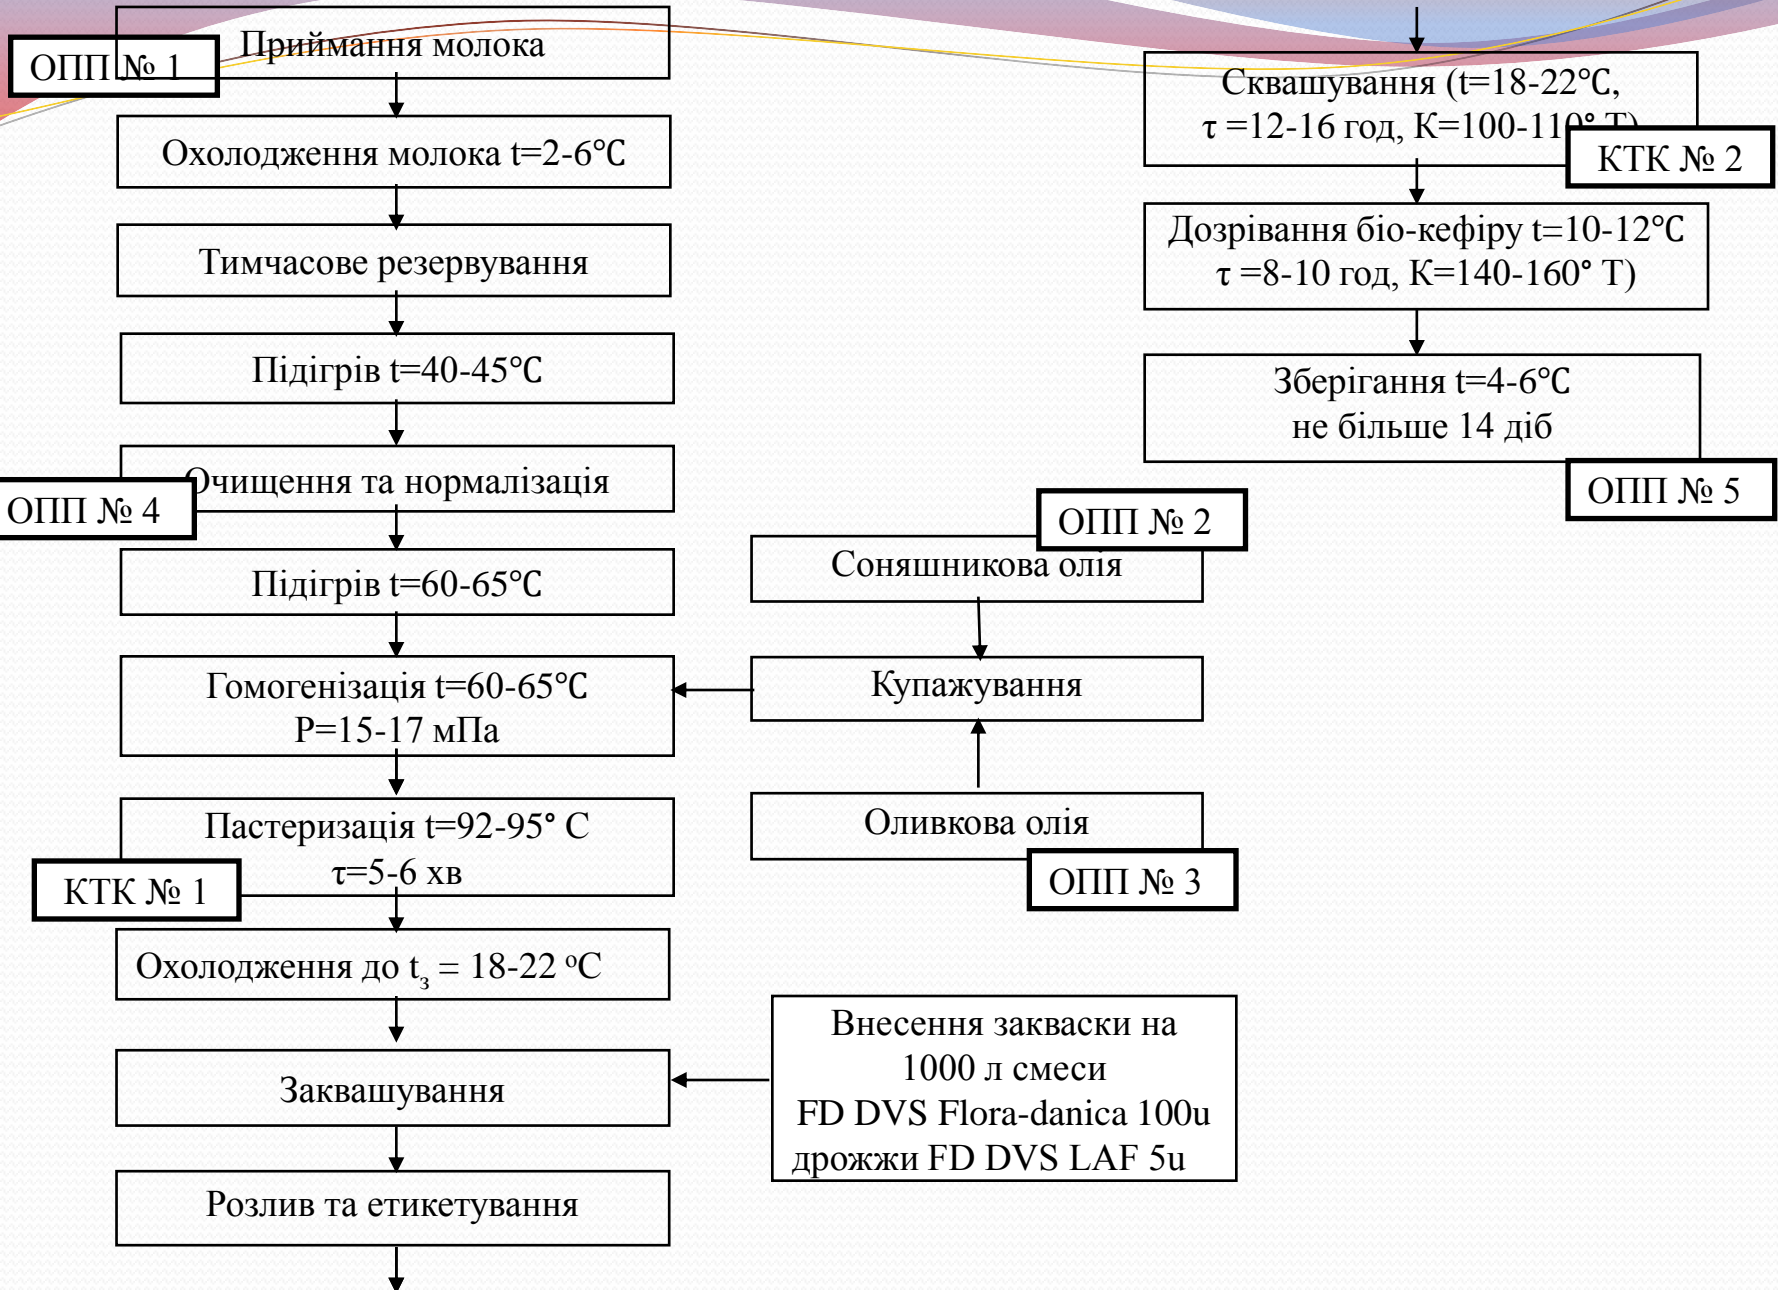 Приймання молока
ОПП № 1
Охолодження молока t=2-6°C
Тимчасове резервування
Підігрів t=40-45°C
Очищення та нормалізація
ОПП № 4
Підігрів t=60-65°C
Гомогенізація t=60-65°C
Р=15-17 мПа
Пастеризація t=92-95° С
τ=5-6 хв
КТК № 1
Охолодження до tз = 18-22 °С
Заквашування
Розлив та етикетування
ОПП № 2
Соняшникова олія
Купажування
Оливкова олія
ОПП № 3
Внесення закваски на
1000 л смеси
FD DVS Flora-danica 100u
дрожжи FD DVS LAF 5u
Сквашування (t=18-22°C,
τ =12-16 год, К=100-110° Т)
КТК № 2
Дозрівання біо-кефіру t=10-12°C
τ =8-10 год, К=140-160° Т)
Зберігання t=4-6°C
не більше 14 діб
ОПП № 5